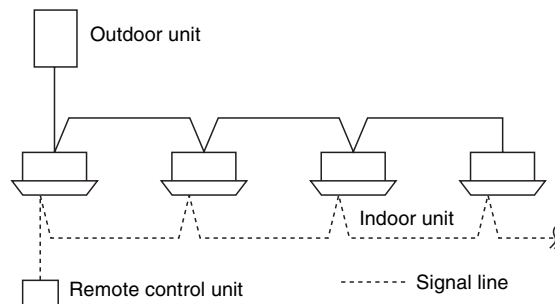 Outdoor unit
Indoor unit
Remote control unit
Signal line